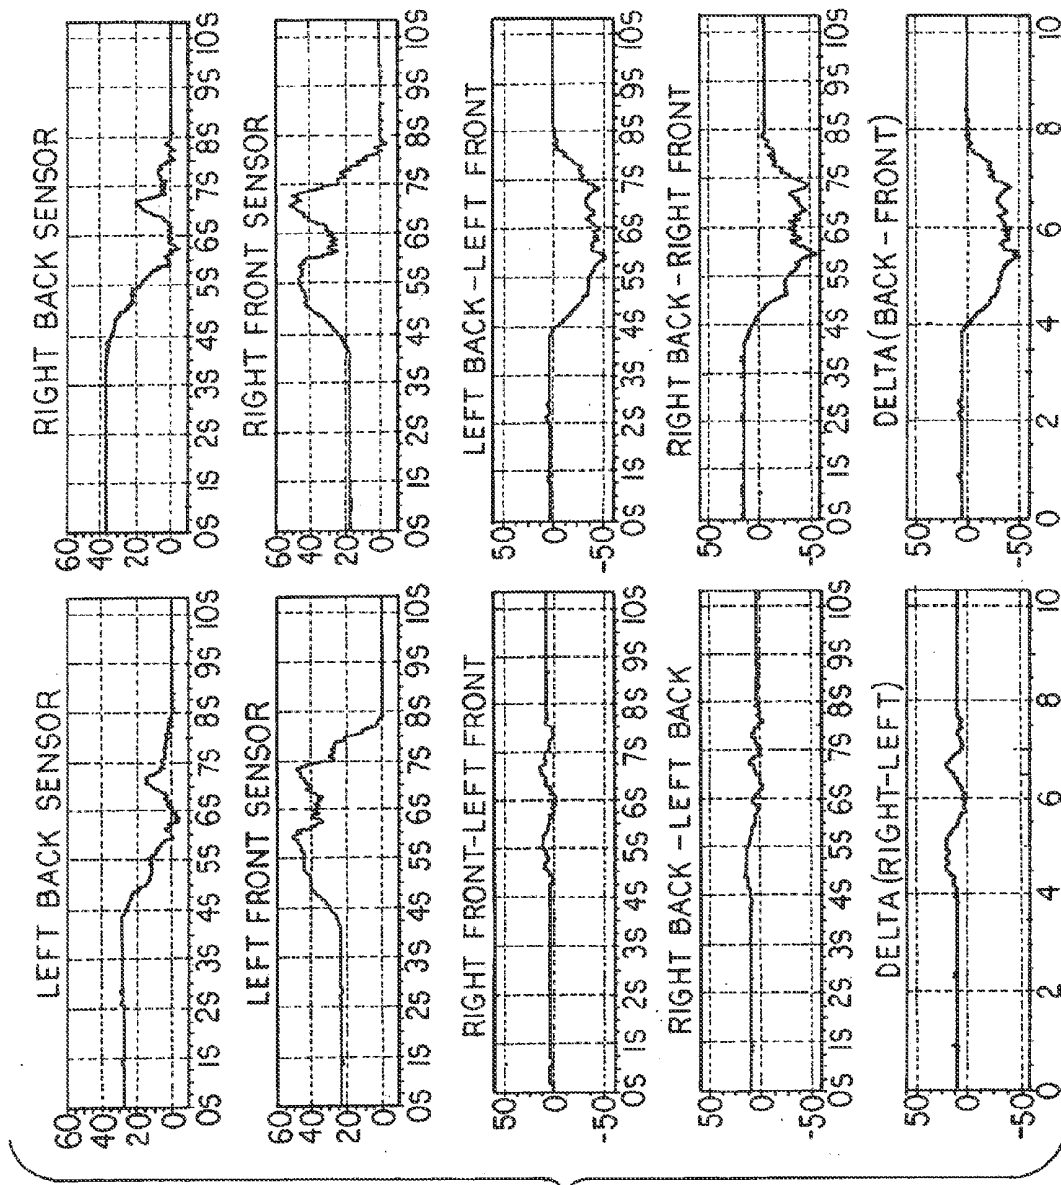 LEFT BACK SENSOR
60
40
20
0
0S 1S 2S 3S 4S 5S 6S 7S 8S 9S 10S
RIGHT BACK SENSOR
60
40
20
0
0S 1S 2S 3S 4S 5S 6S 7S 8S 9S 10S
LEFT FRONT SENSOR
60
40
20
0
0S 1S 2S 3S 4S 5S 6S 7S 8S 9S 10S
RIGHT FRONT SENSOR
60
40
20
0
0S 1S 2S 3S 4S 5S 6S 7S 8S 9S 10S
RIGHT FRONT-LEFT FRONT
50
0
-50
0S 1S 2S 3S 4S 5S 6S 7S 8S 9S 10S
LEFT BACK-LEFT FRONT
50
0
-50
0S 1S 2S 3S 4S 5S 6S 7S 8S 9S 10S
RIGHT BACK-LEFT BACK
50
0
-50
0S 1S 2S 3S 4S 5S 6S 7S 8S 9S 10S
RIGHT BACK-RIGHT FRONT
50
0
-50
0S 1S 2S 3S 4S 5S 6S 7S 8S 9S 10S
DELTA(RIGHT-LEFT)
50
0
-50
0 2 4 6 8 10
DELTA(BACK-FRONT)
50
0
-50
0 2 4 6 8 10